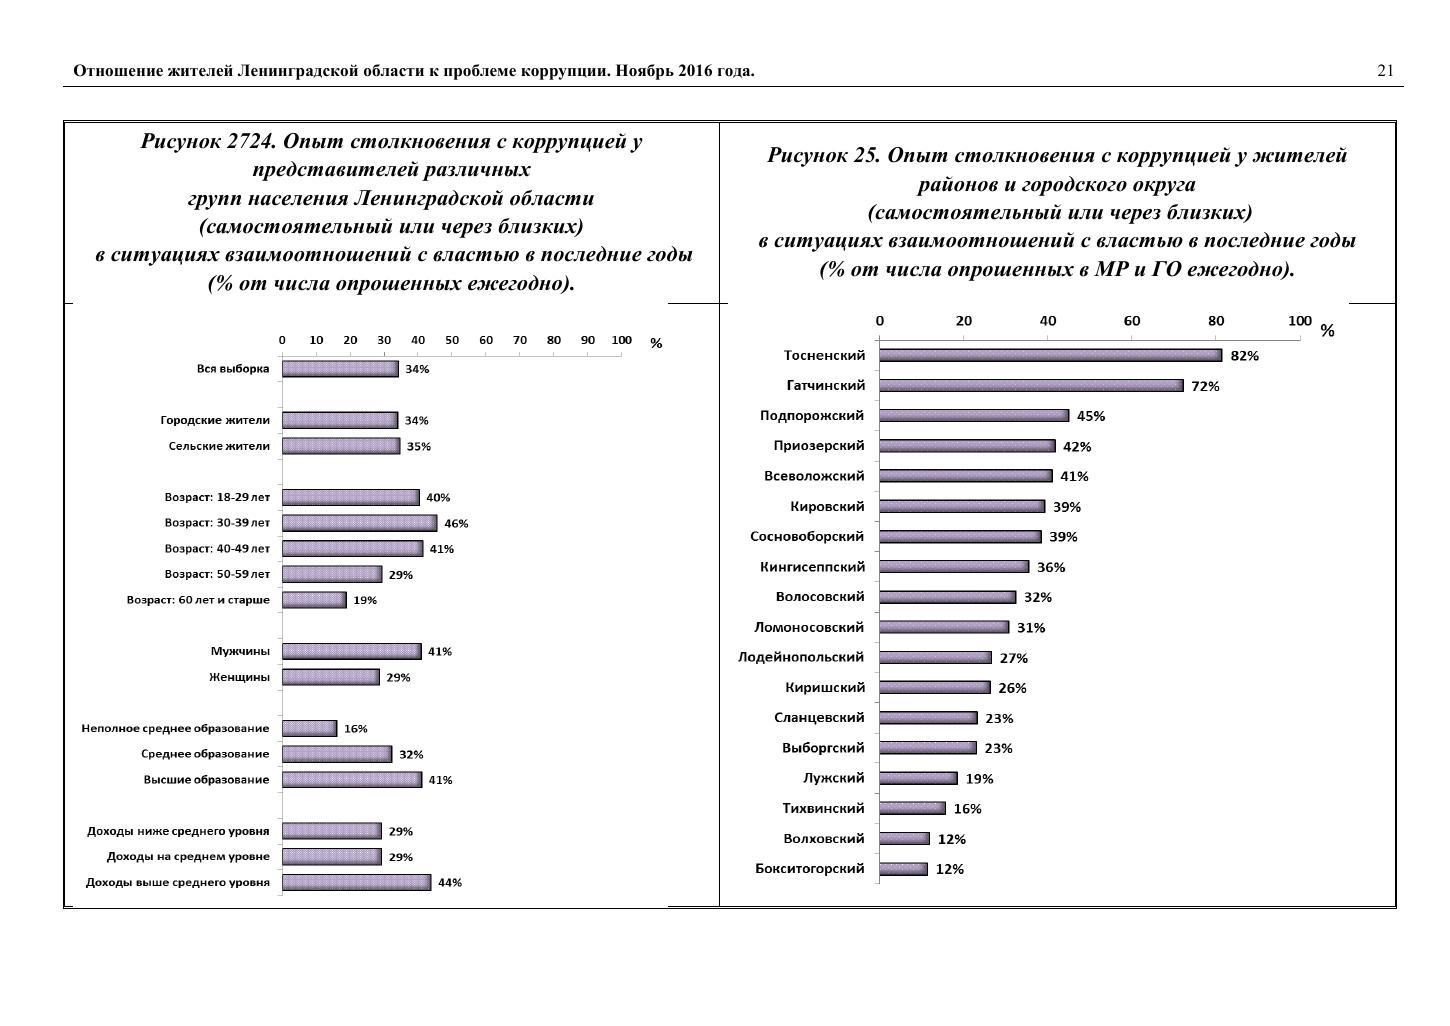 Отношение жителей Ленинградской области к проблеме коррупции. Ноябрь 2016 года.
21
Рисунок 2724. Опыт столкновения с коррупцией у
представителей различных
групп населения Ленинградской области
(самостоятельный или через близких)
в ситуациях взаимоотношений с властью в последние годы
(% от числа опрошенных ежегодно).
0 10 20 30 40 50 60 70 80 90 100 %
Вся выборка 34%
Городские жители 34%
Сельские жители 35%
Возраст: 18-29 лет 40%
Возраст: 30-39 лет 46%
Возраст: 40-49 лет 41%
Возраст: 50-59 лет 29%
Возраст: 60 лет и старше 19%
Мужчины 41%
Женщины 29%
Неполное среднее образование 16%
Среднее образование 32%
Высшие образование 41%
Доходы ниже среднего уровня 29%
Доходы на среднем уровне 29%
Доходы выше среднего уровня 44%
Рисунок 25. Опыт столкновения с коррупцией у жителей
районов и городского округа
(самостоятельный или через близких)
в ситуациях взаимоотношений с властью в последние годы
(% от числа опрошенных в МР и ГО ежегодно).
0 20 40 60 80 100 %
Тосненский 82%
Гатчинский 72%
Подпорожский 45%
Приозерский 42%
Всеволожский 41%
Кировский 39%
Сосновоборский 39%
Кингисеппский 36%
Волосовский 32%
Ломоносовский 31%
Лодейнопольский 27%
Киришский 26%
Сланцевский 23%
Выборгский 23%
Лужский 19%
Тихвинский 16%
Волховский 12%
Бокситогорский 12%